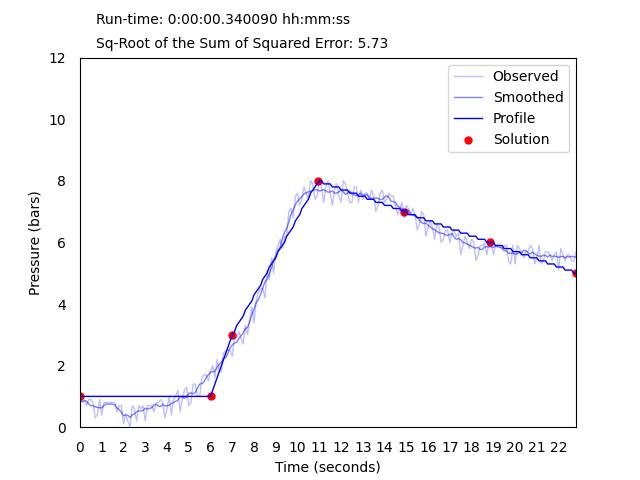 Run-time: 0:00:00.340090 hh:mm:ss
Sq-Root of the Sum of Squared Error: 5.73
12
10
8
6
4
2
0
Pressure (bars)
Observed
Smoothed
Profile
Solution
0 1 2 3 4 5 6 7 8 9 10 11 12 13 14 15 16 17 18 19 20 21 22
Time (seconds)